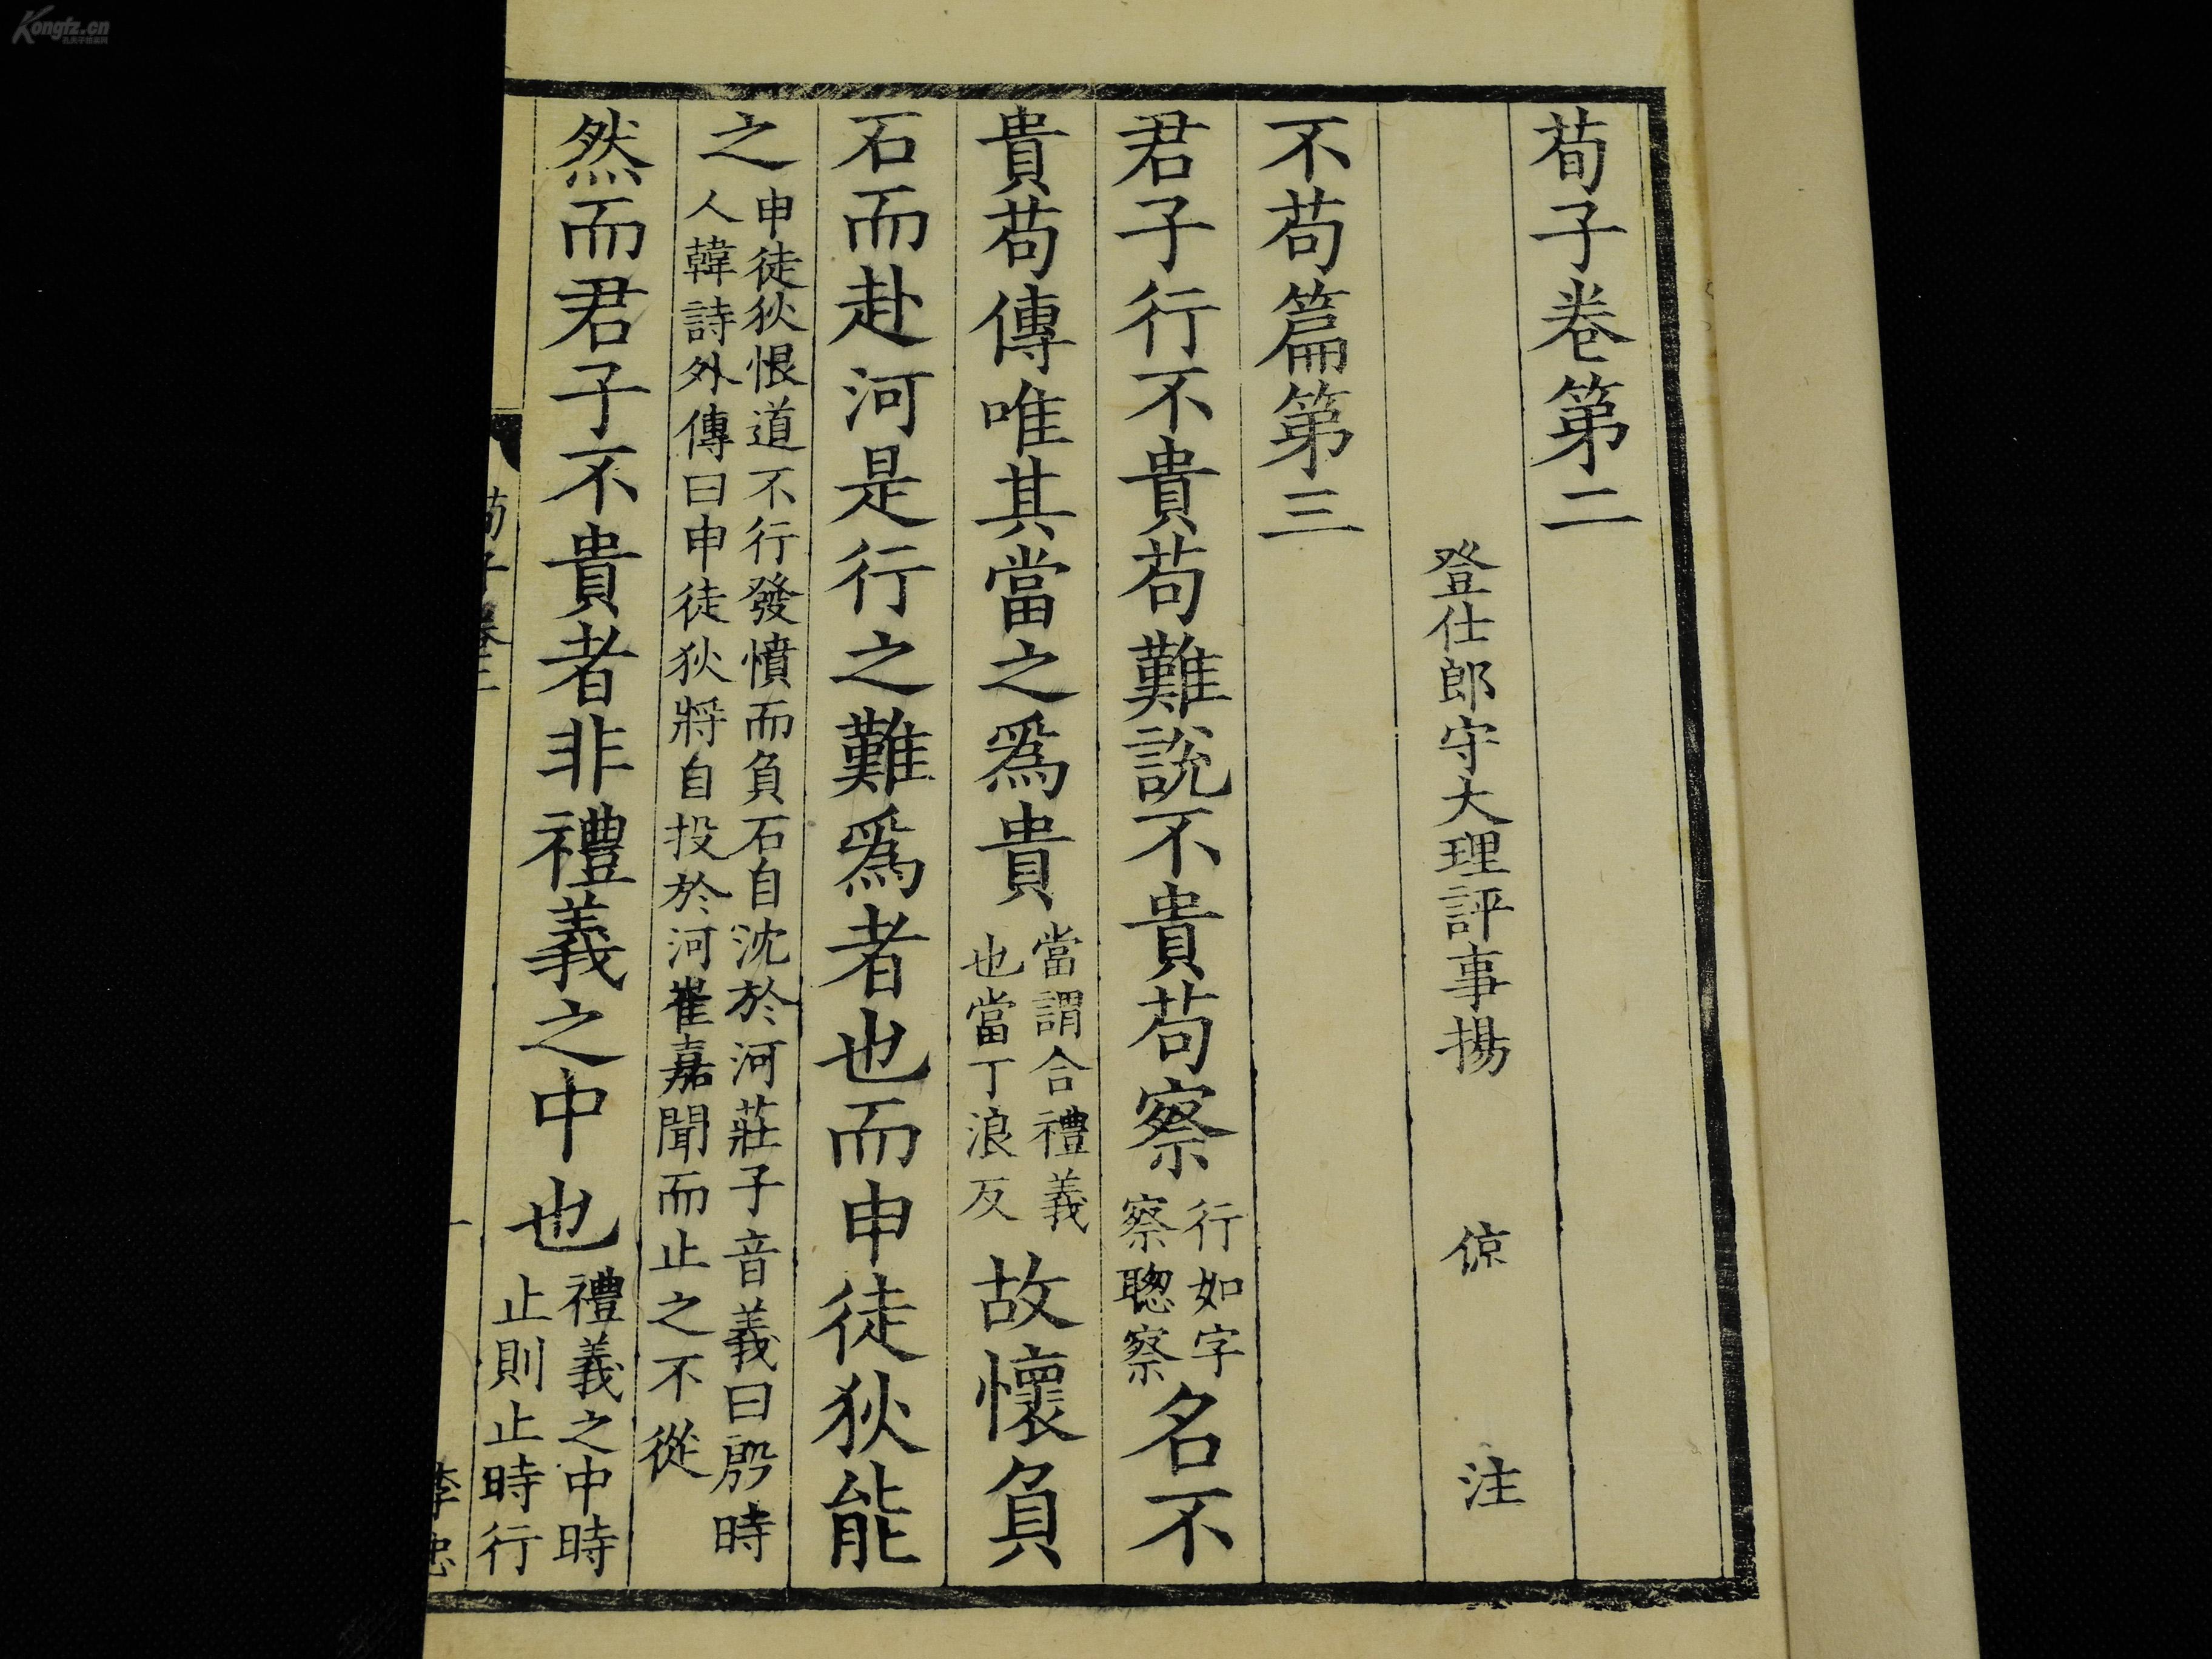 荀子卷第二
登仕郎守大理評事揚 倞 注
不苟篇第三
君子行不貴苟難說不貴苟察行如字察聰察名不
貴苟傳唯其當之爲貴當謂合禮義也當丁浪反故懷負
石而赴河是行之難爲者也而申徒狄能
之申徒狄恨道不行發憤而負石自沈於河莊子音義曰殷時人韓詩外傳曰申徒狄將自投於河崔嘉聞而止之不從
然而君子不貴者非禮義之中也禮義之中時止則止時行
荀子卷二
一
李忠
Kongfz.cn